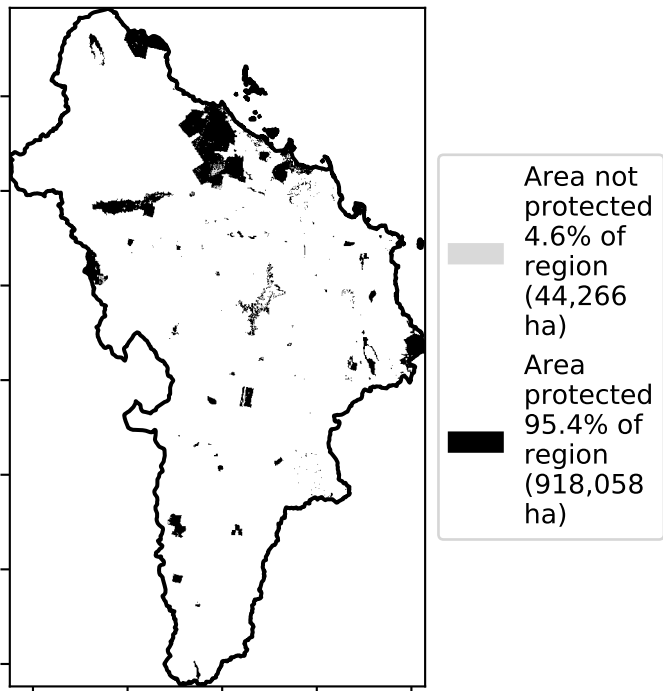 Area not
protected
4.6% of
region
(44,266
ha)
Area
protected
95.4% of
region
(918,058
ha)